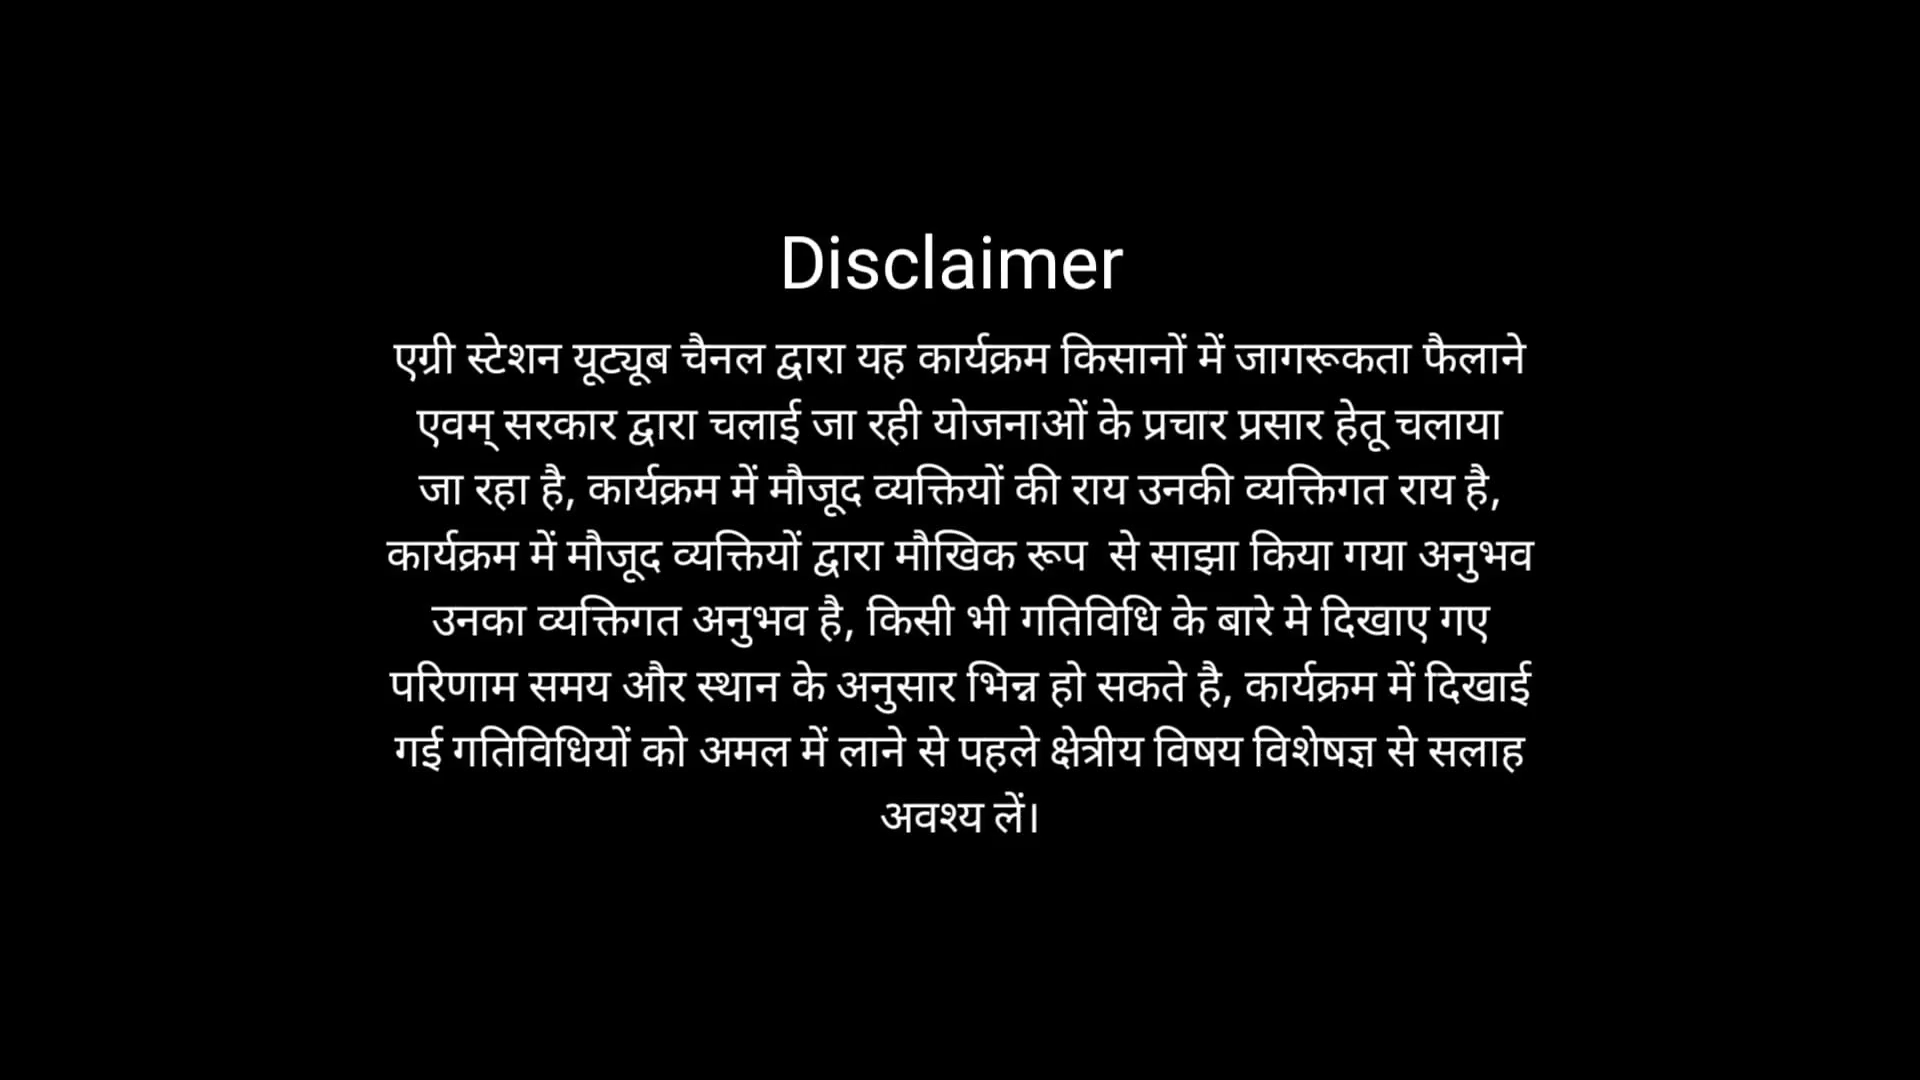 Disclaimer
एग्री स्टेशन यूट्यूब चैनल द्वारा यह कार्यक्रम किसानों में जागरूकता फैलाने
एवम् सरकार द्वारा चलाई जा रही योजनाओं के प्रचार प्रसार हेतू चलाया
जा रहा है, कार्यक्रम में मौजूद व्यक्तियों की राय उनकी व्यक्तिगत राय है,
कार्यक्रम में मौजूद व्यक्तियों द्वारा मौखिक रूप  से साझा किया गया अनुभव
उनका व्यक्तिगत अनुभव है, किसी भी गतिविधि के बारे मे दिखाए गए
परिणाम समय और स्थान के अनुसार भिन्न हो सकते है, कार्यक्रम में दिखाई
गई गतिविधियों को अमल में लाने से पहले क्षेत्रीय विषय विशेषज्ञ से सलाह
अवश्य लें।